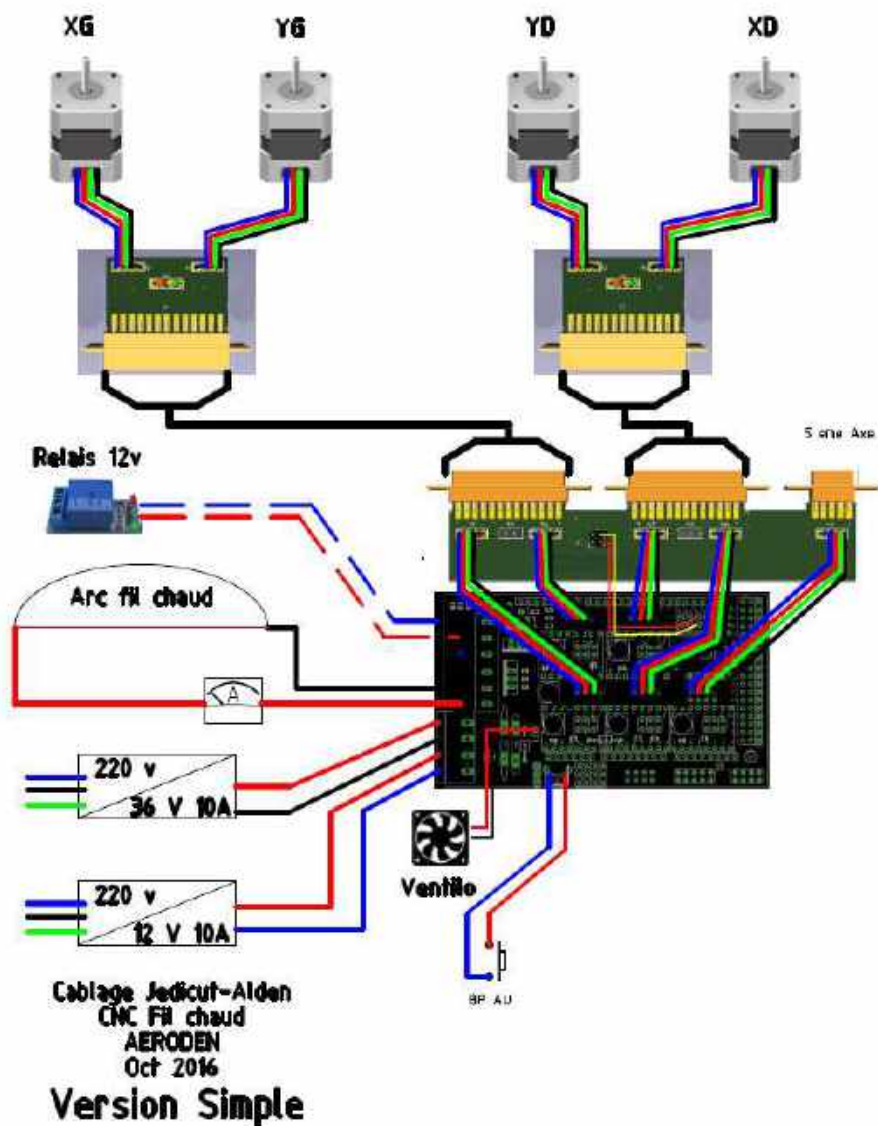 XG
YG
YD
XD
5 eme Axe
Relais 12v
Arc fil chaud
A
220 v
36 V 10A
220 v
12 V 10A
Ventilo
BP AU
Cablage Jedicut-Alden
CNC Fil chaud
AERODEN
Oct 2016
Version Simple